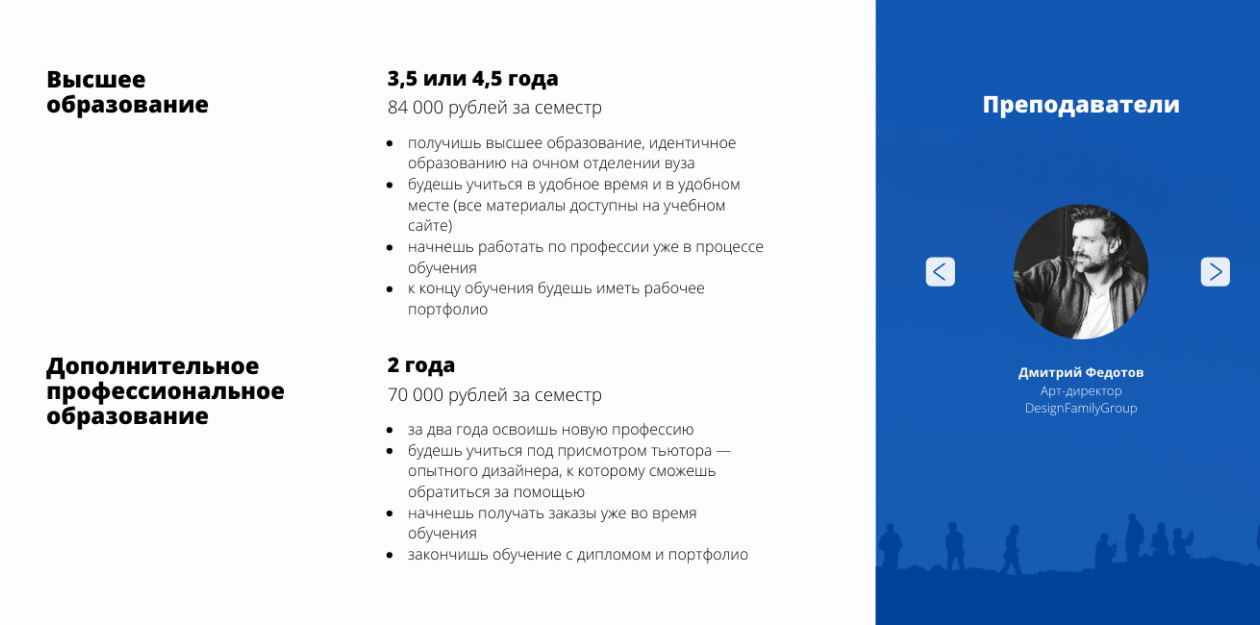 Высшее
образование
3,5 или 4,5 года
84 000 рублей за семестр
• получишь высшее образование, идентичное
образованию на очном отделении вуза
• будешь учиться в удобное время и в удобном
месте (все материалы доступны на учебном
сайте)
• начнешь работать по профессии уже в процессе
обучения
• к концу обучения будешь иметь рабочее
портфолио
Дополнительное
профессиональное
образование
2 года
70 000 рублей за семестр
• за два года освоишь новую профессию
• будешь учиться под присмотром тьютора —
опытного дизайнера, к которому сможешь
обратиться за помощью
• начнешь получать заказы уже во время
обучения
• закончишь обучение с дипломом и портфолио
Преподаватели
Дмитрий Федотов
Арт-директор
DesignFamilyGroup